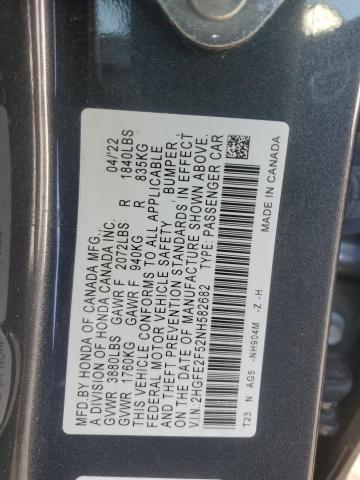 MFD BY HONDA OF CANADA MFG. 04/'22
A DIVISION OF HONDA CANADA INC.
GVWR 3880LBS GAWR F 2072LBS R 1840LBS
GVWR 1760KG GAWR F 940KG R 835KG
THIS VEHICLE CONFORMS TO ALL APPLICABLE
FEDERAL MOTOR VEHICLE SAFETY, BUMPER,
AND THEFT PREVENTION STANDARDS IN EFFECT
ON THE DATE OF MANUFACTURE SHOWN ABOVE.
V.I.N:2HGFE2F52NH582682 TYPE:PASSENGER CAR
T23 N AG5 -NH904M -Z -H MADE IN CANADA